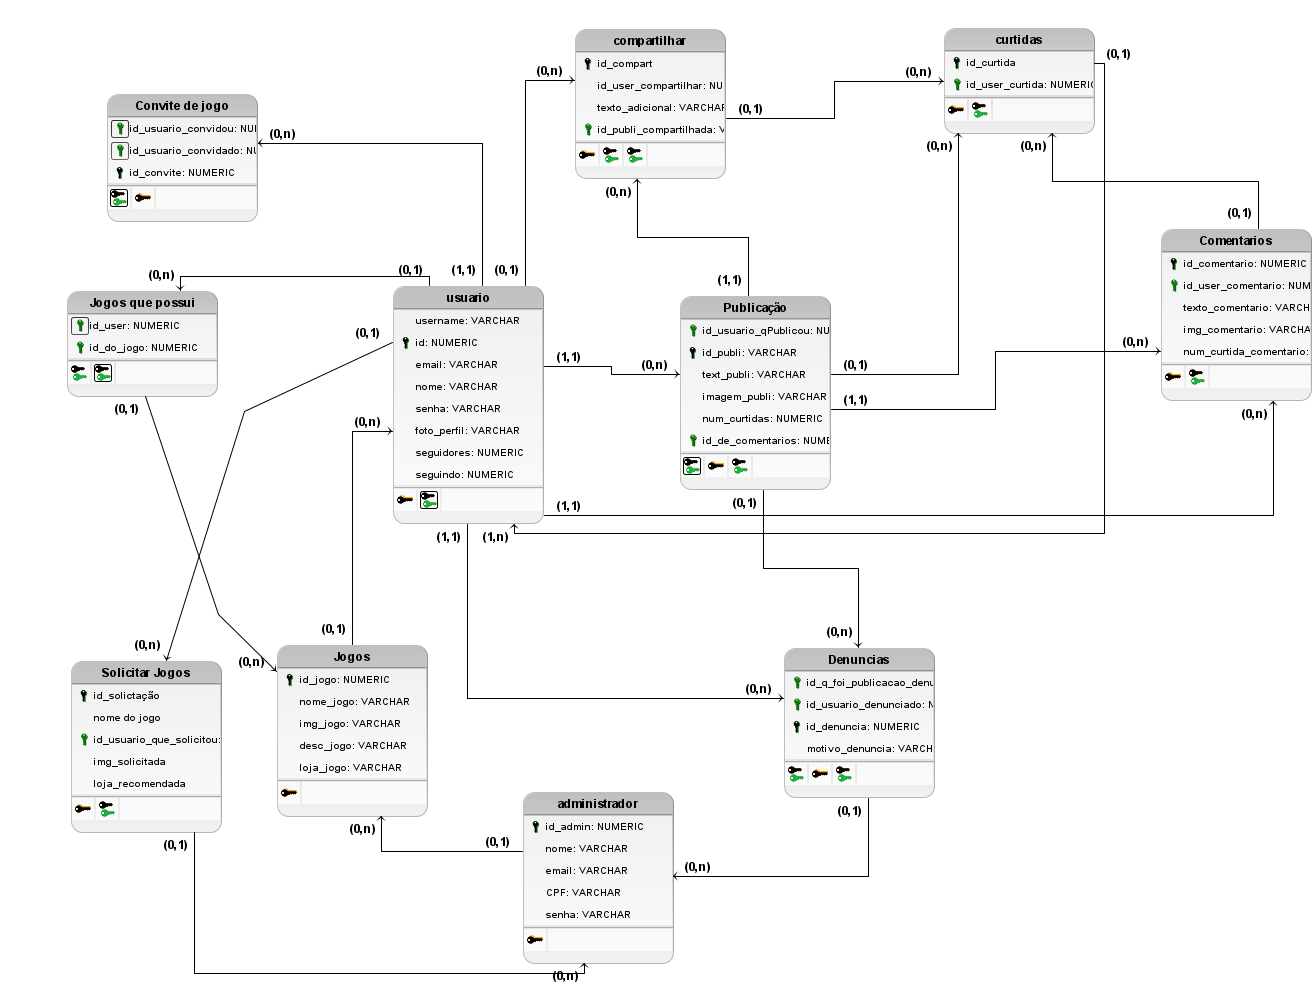 compartilhar
id_compart
id_user_compartilhar: NU
texto_adicional: VARCHAR
id_publi_compartilhada: V
(0,n)
(0,1)
(0,n)
curtidas
id_curtida
id_user_curtida: NUMERIC
(0,n)
(0,1)
(0,n)
(0,n)
Convite de jogo
id_usuario_convidou: NUI
id_usuario_convidado: NU
id_convite: NUMERIC
(0,n)
Comentarios
id_comentario: NUMERIC
id_user_comentario: NUM
texto_comentario: VARCH
img_comentario: VARCHA
num_curtida_comentario:
(0,1)
(0,n)
(0,n)
Jogos que possui
id_user: NUMERIC
id_do_jogo: NUMERIC
(0,n)
(0,1)
usuario
username: VARCHAR
id: NUMERIC
email: VARCHAR
nome: VARCHAR
senha: VARCHAR
foto_perfil: VARCHAR
seguidores: NUMERIC
seguindo: NUMERIC
(0,1)
(1,1)
(0,1)
(0,1)
(1,1)
(0,n)
(1,1)
(1,1)
(1,n)
Publicação
id_usuario_qPublicou: NU
id_publi: VARCHAR
text_publi: VARCHAR
imagem_publi: VARCHAR
num_curtidas: NUMERIC
id_de_comentarios: NUME
(1,1)
(0,n)
(0,1)
(1,1)
(0,1)
Solicitar Jogos
id_solictação
nome do jogo
id_usuario_que_solicitou:
img_solicitada
loja_recomendada
(0,n)
(0,1)
Jogos
id_jogo: NUMERIC
nome_jogo: VARCHAR
img_jogo: VARCHAR
desc_jogo: VARCHAR
loja_jogo: VARCHAR
(0,1)
(0,n)
(0,n)
Denuncias
id_q_foi_publicacao_denu
id_usuario_denunciado: N
id_denuncia: NUMERIC
motivo_denuncia: VARCH
(0,n)
(0,n)
(0,1)
administrador
id_admin: NUMERIC
nome: VARCHAR
email: VARCHAR
CPF: VARCHAR
senha: VARCHAR
(0,1)
(0,n)
(0,n)